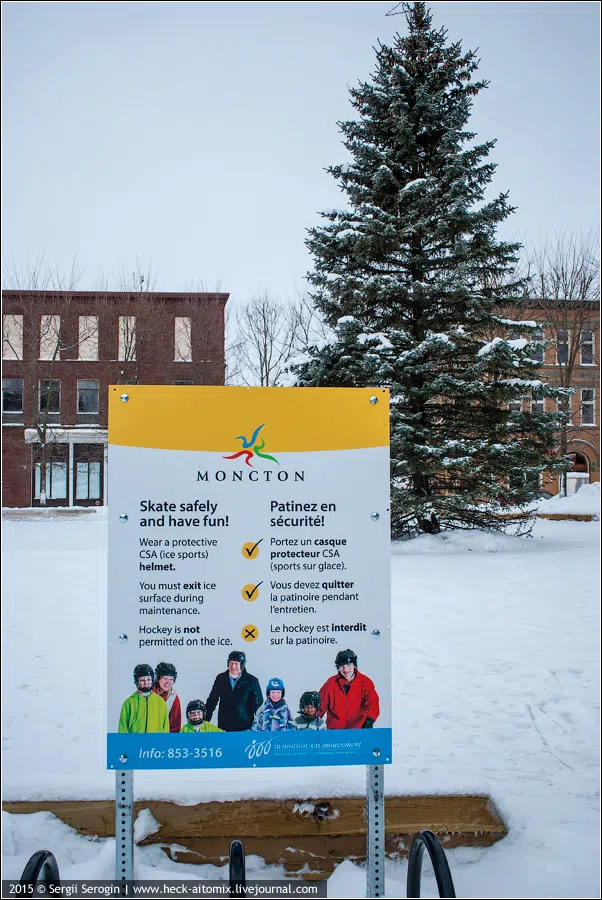 MONCTON
Skate safely
and have fun!
Wear a protective
CSA (ice sports)
helmet.
You must exit ice
surface during
maintenance.
Hockey is not
permitted on the ice.
Patinez en
sécurité!
Portez un casque
protecteur CSA
(sports sur glace).
Vous devez quitter
la patinoire pendant
l'entretien.
Le hockey est interdit
sur la patinoire.
Info: 853-3516
in motion en mouvement
2015 © Sergii Serogin | www.heck-aitomix.livejournal.com